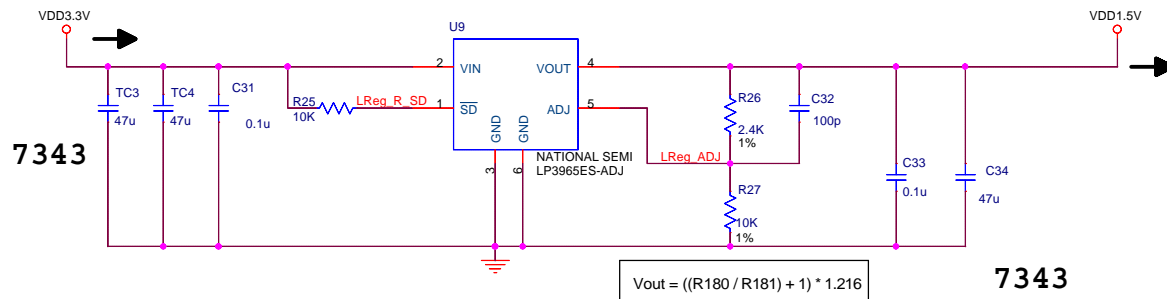 VDD3.3V
VDD1.5V
U9
2 VIN
VOUT 4
TC3
47u
TC4
47u
C31
0.1u
R25
10K
LReg_R_SD
1 SD
ADJ 5
GND
GND
3
6
R26
2.4K
1%
C32
100p
7343
NATIONAL SEMI
LP3965ES-ADJ
LReg_ADJ
R27
10K
1%
C33
0.1u
C34
47u
Vout = ((R180 / R181) + 1) * 1.216
7343